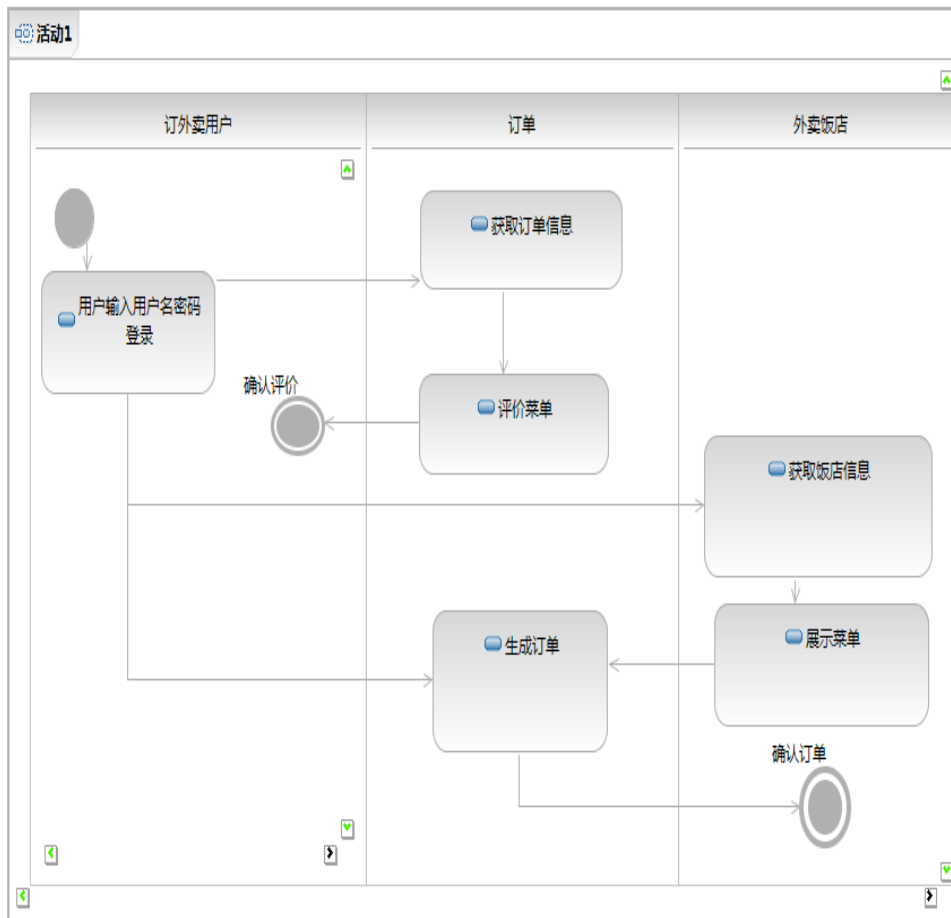 活动1
订外卖用户
订单
外卖饭店
获取订单信息
用户输入用户名密码
登录
确认评价
评价菜单
获取饭店信息
生成订单
展示菜单
确认订单